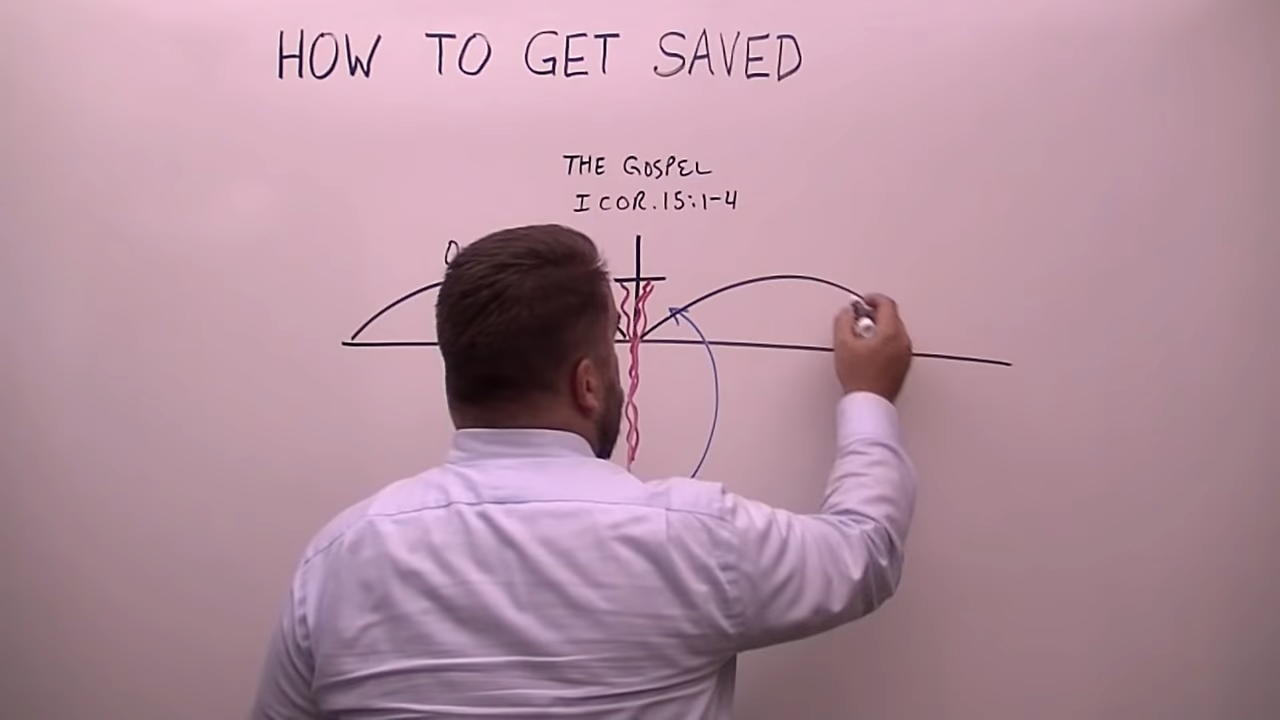 HOW TO GET SAVED
THE GOSPEL
I COR. 15:1-4